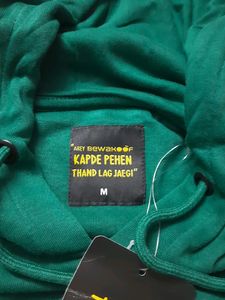 "AREY BEWAKOOF
KAPDE PEHEN
THAND LAG JAEGI"
M